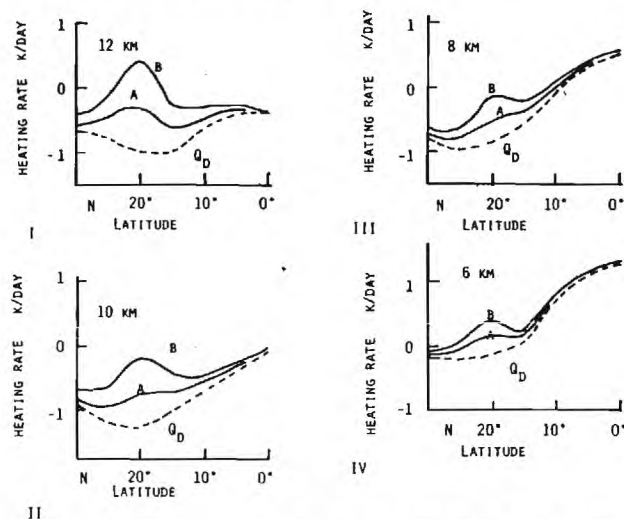 HEATING RATE K/DAY
1
0
-1
12 KM
B
A
Q_D
N 20° 10° 0°
LATITUDE
I
HEATING RATE K/DAY
1
0
-1
10 KM
B
A
Q_D
N 20° 10° 0°
LATITUDE
II
HEATING RATE K/DAY
1
0
-1
8 KM
B
A
Q_D
N 20° 10° 0°
LATITUDE
III
HEATING RATE K/DAY
1
0
-1
6 KM
B
A
Q_D
N 20° 10° 0°
LATITUDE
IV